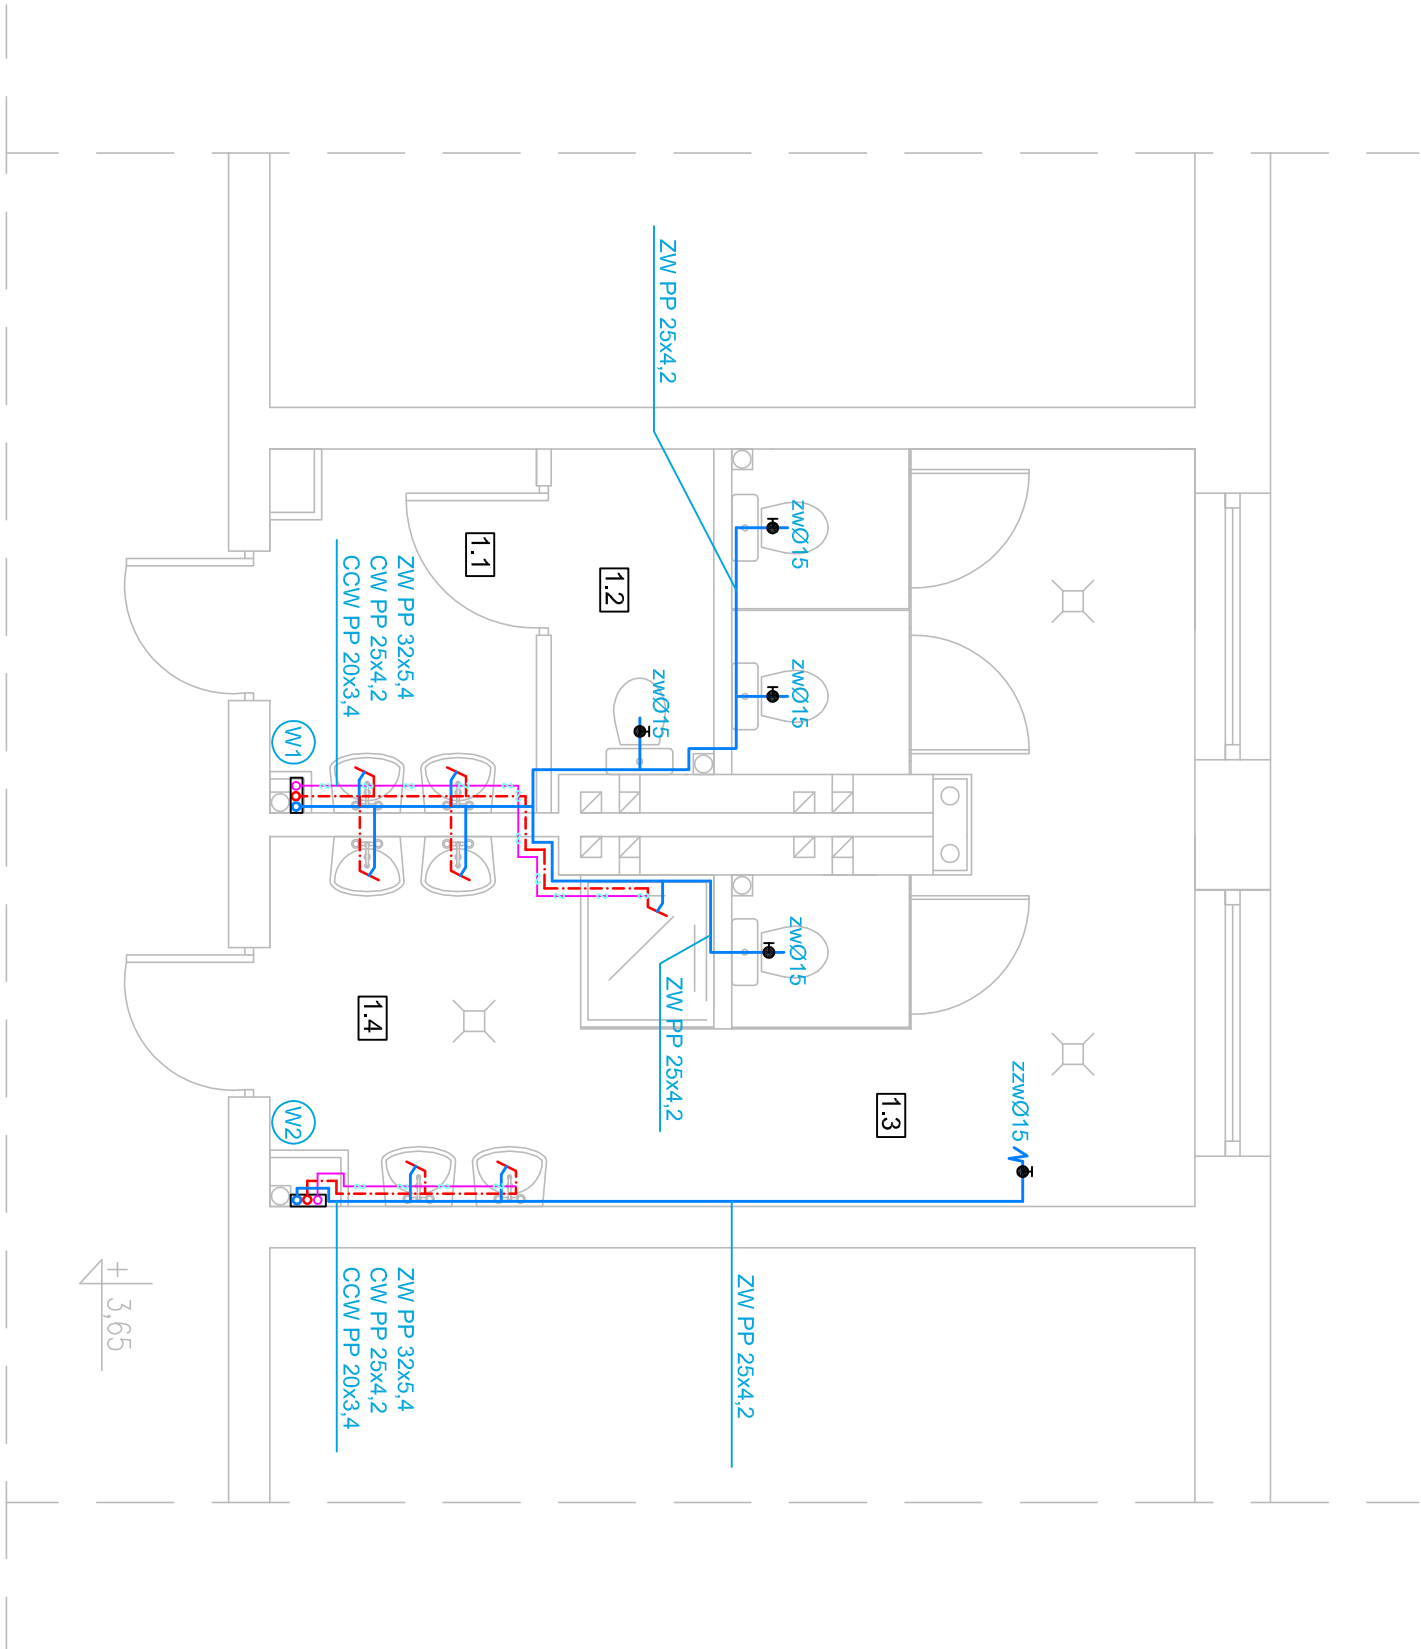 ZW PP 25x4,2
zwØ15
zwØ15
zwØ15
1.1
1.2
ZW PP 32x5,4
CW PP 25x4,2
CCW PP 20x3,4
W1
zwØ15
ZW PP 25x4,2
1.4
1.3
zzwØ15
W2
ZW PP 32x5,4
CW PP 25x4,2
CCW PP 20x3,4
ZW PP 25x4,2
+ 3,65